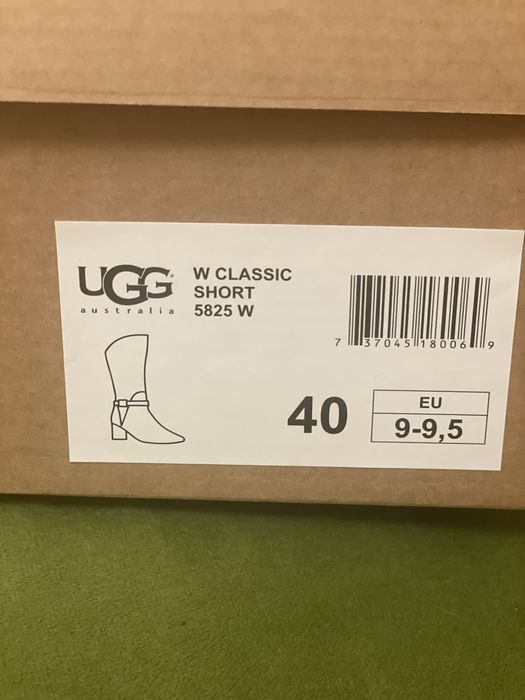 UGG®
australia
W CLASSIC
SHORT
5825 W
7 37045 18006 9
40
EU
9-9,5